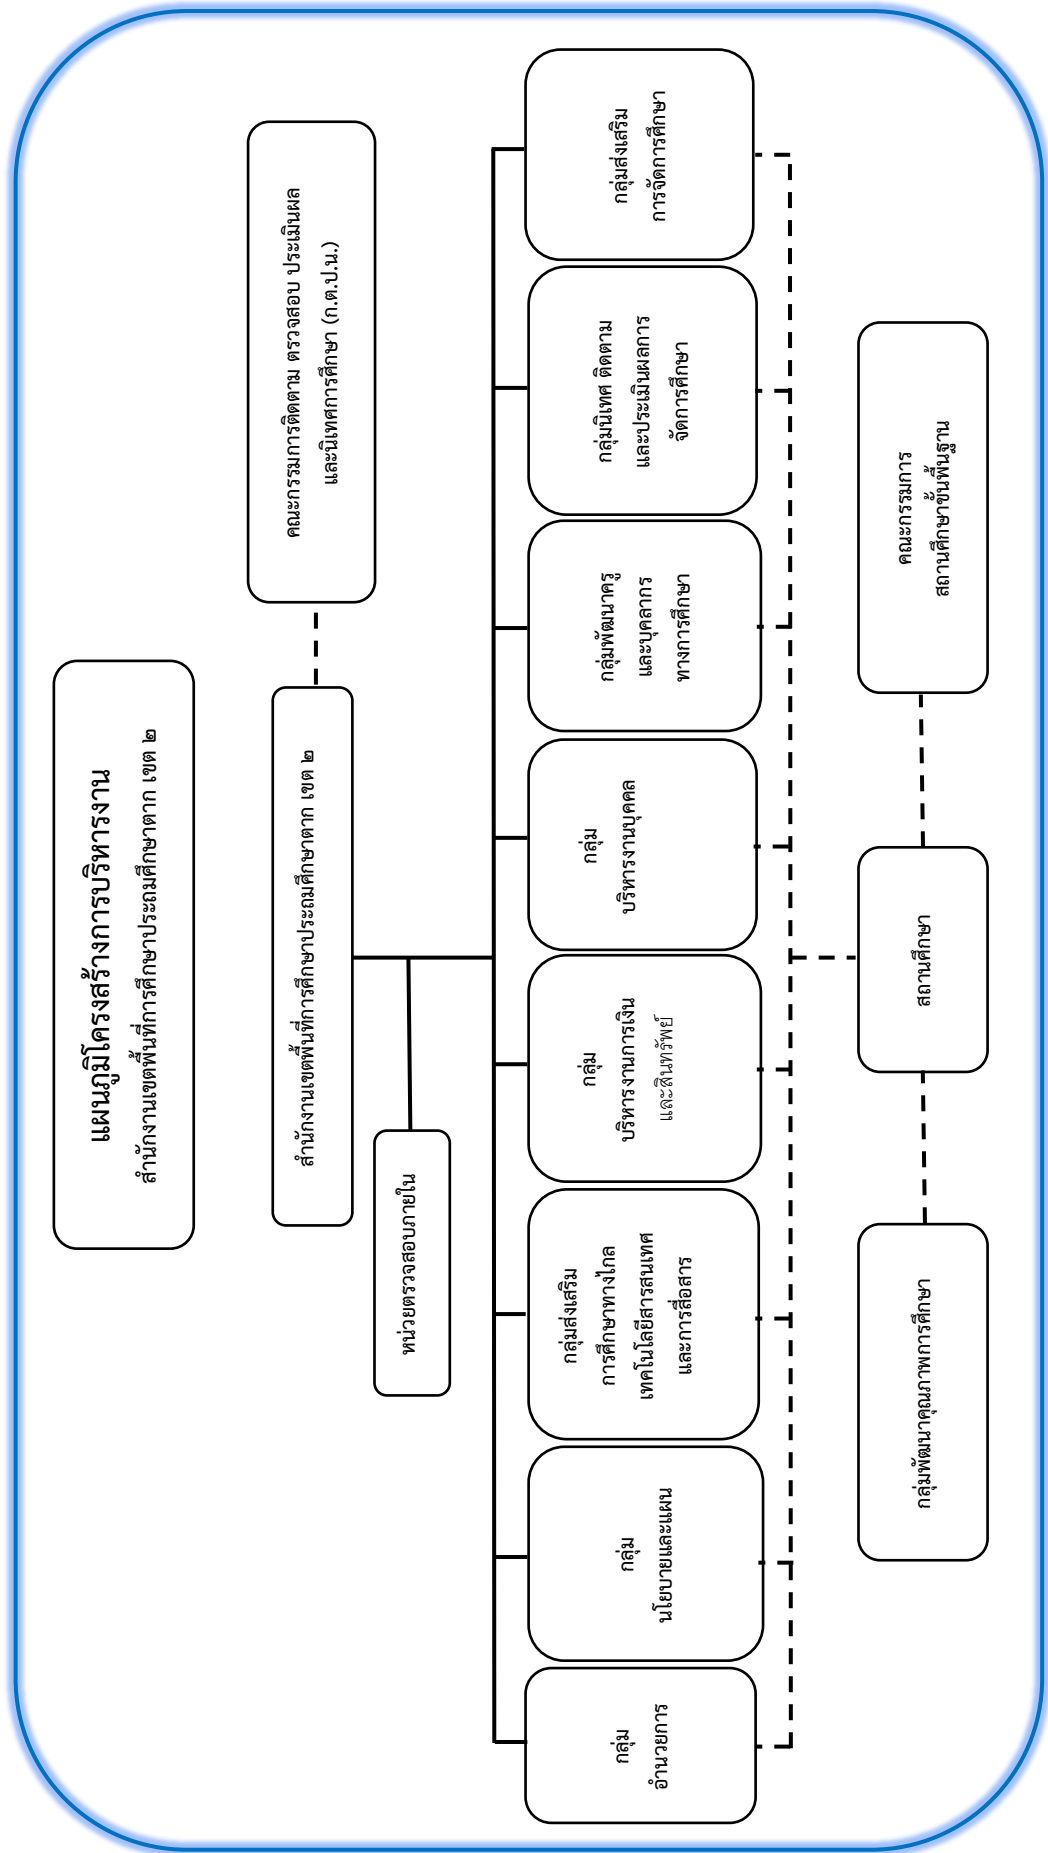 แผนภูมิโครงสร้างการบริหารงาน
สำนักงานเขตพื้นที่การศึกษาประถมศึกษาตาก เขต ๒
สำนักงานเขตพื้นที่การศึกษาประถมศึกษาตาก เขต ๒
คณะกรรมการติดตาม ตรวจสอบ ประเมินผล
และนิเทศการศึกษา (ก.ต.ป.น.)
หน่วยตรวจสอบภายใน
กลุ่ม
อำนวยการ
กลุ่ม
นโยบายและแผน
กลุ่มส่งเสริม
การศึกษาทางไกล
เทคโนโลยีสารสนเทศ
และการสื่อสาร
กลุ่ม
บริหารงานการเงิน
และสินทรัพย์
กลุ่ม
บริหารงานบุคคล
กลุ่มพัฒนาครู
และบุคลากร
ทางการศึกษา
กลุ่มนิเทศ ติดตาม
และประเมินผลการ
จัดการศึกษา
กลุ่มส่งเสริม
การจัดการศึกษา
กลุ่มพัฒนาคุณภาพการศึกษา
สถานศึกษา
คณะกรรมการ
สถานศึกษาขั้นพื้นฐาน